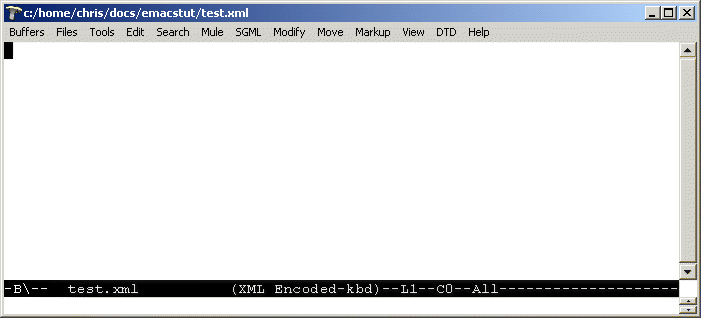 c:/home/chris/docs/emacstut/test.xml
Buffers Files Tools Edit Search Mule SGML Modify Move Markup View DTD Help
-B\-- test.xml (XML Encoded-kbd)--L1--C0--All--------------------